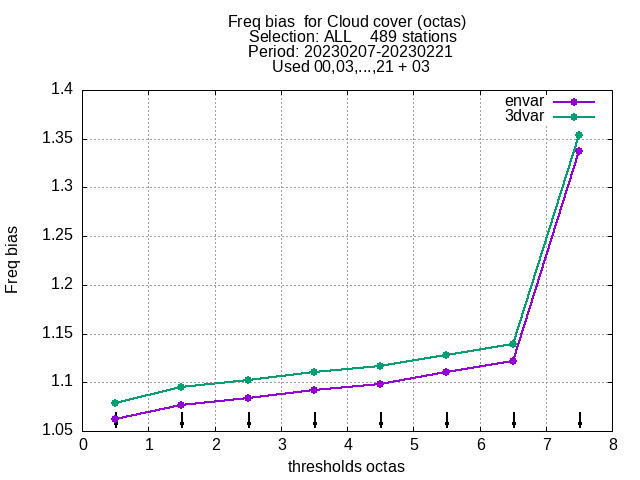 Freq bias  for Cloud cover (octas)
Selection: ALL    489 stations
Period: 20230207-20230221
Used 00,03,...,21 + 03
envar
3dvar
1.4
1.35
1.3
1.25
1.2
1.15
1.1
1.05
Freq bias
0 1 2 3 4 5 6 7 8
thresholds octas